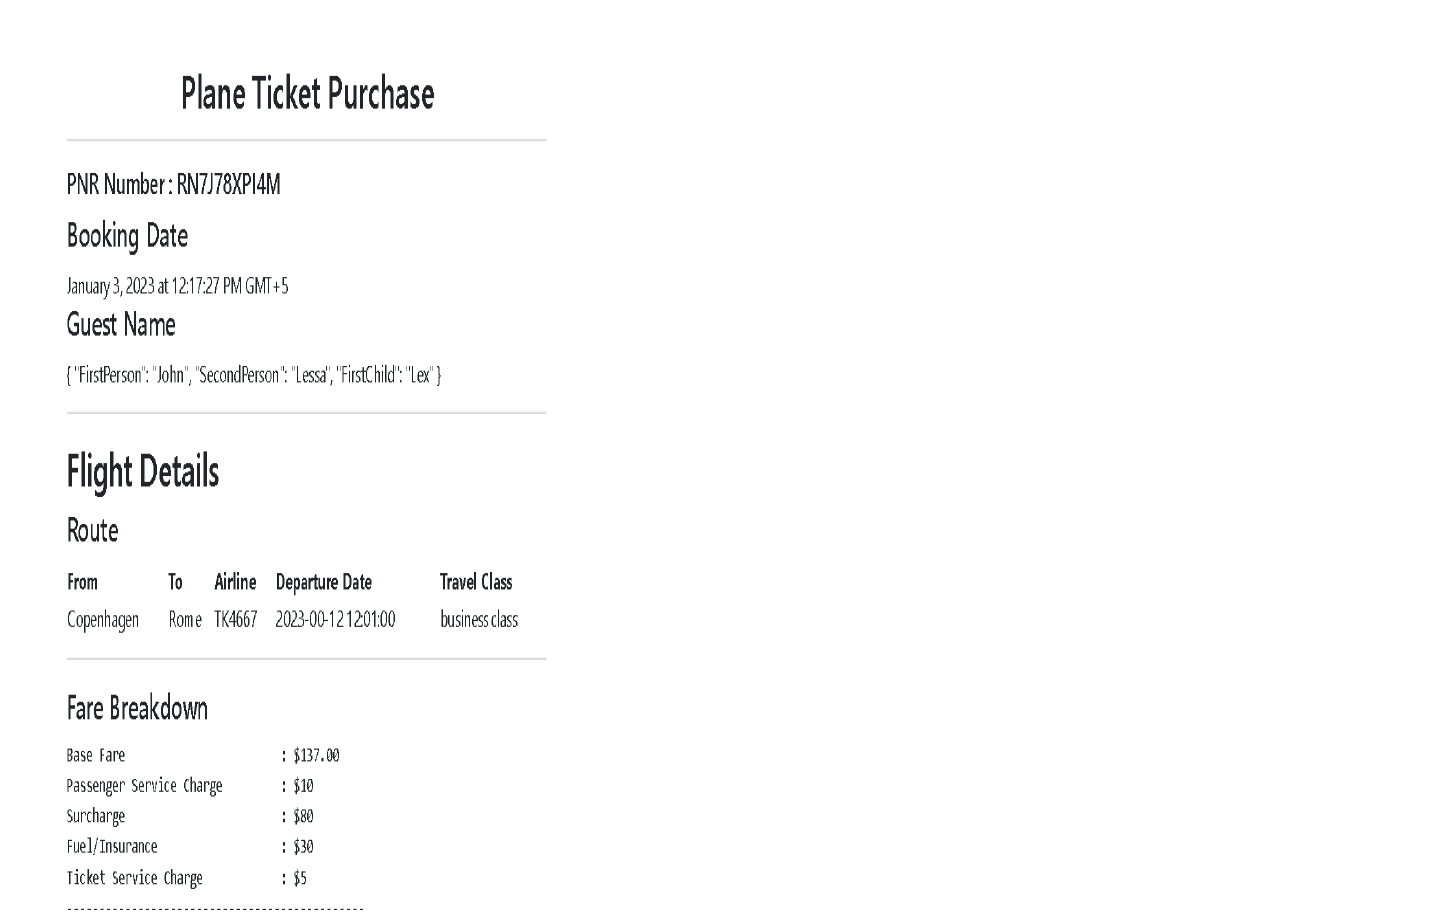 Plane Ticket Purchase
PNR Number : RN7J78XPI4M
Booking Date
January 3, 2023 at 12:17:27 PM GMT+5
Guest Name
{ "FirstPerson": "John", "SecondPerson": "Lessa", "FirstChild": "Lex" }
Flight Details
Route
From To Airline Departure Date Travel Class
Copenhagen Rome TK4667 2023-00-12 12:01:00 business class
Fare Breakdown
Base Fare : $137.00
Passenger Service Charge : $10
Surcharge : $80
Fuel/Insurance : $30
Ticket Service Charge : $5
----------------------------------------------